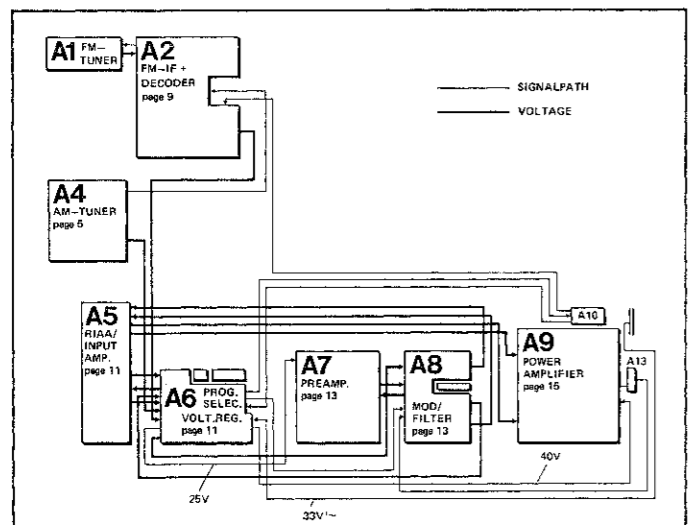 A1 FM-
TUNER
A2
FM-IF +
DECODER
page 9
SIGNALPATH
VOLTAGE
A4
AM-TUNER
page 5
A5
RIAA/
INPUT
AMP.
page 11
A6 PROG.
SELEC.
VOLT.REG.
page 11
A7
PREAMP.
page 13
A8
MOD/
FILTER
page 13
A10
A9
POWER
AMPLIFIER
page 15
A13
25V
33V~
40V